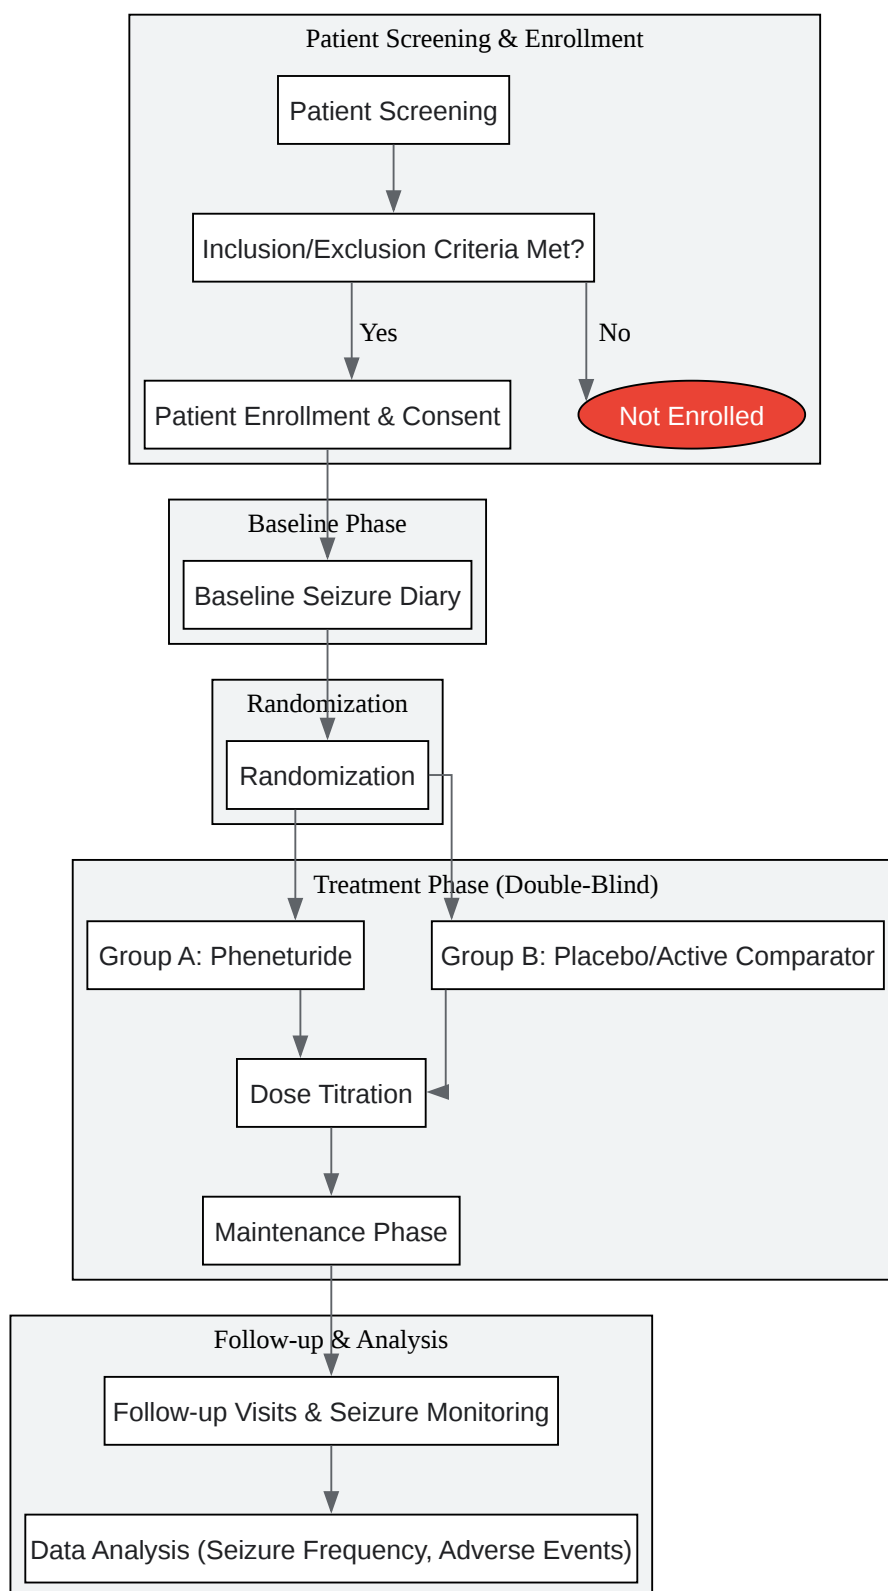 Patient Screening & Enrollment
Patient Screening
Inclusion/Exclusion Criteria Met?
Yes
No
Patient Enrollment & Consent
Not Enrolled
Baseline Phase
Baseline Seizure Diary
Randomization
Randomization
Treatment Phase (Double-Blind)
Group A: Pheneturide
Group B: Placebo/Active Comparator
Dose Titration
Maintenance Phase
Follow-up & Analysis
Follow-up Visits & Seizure Monitoring
Data Analysis (Seizure Frequency, Adverse Events)